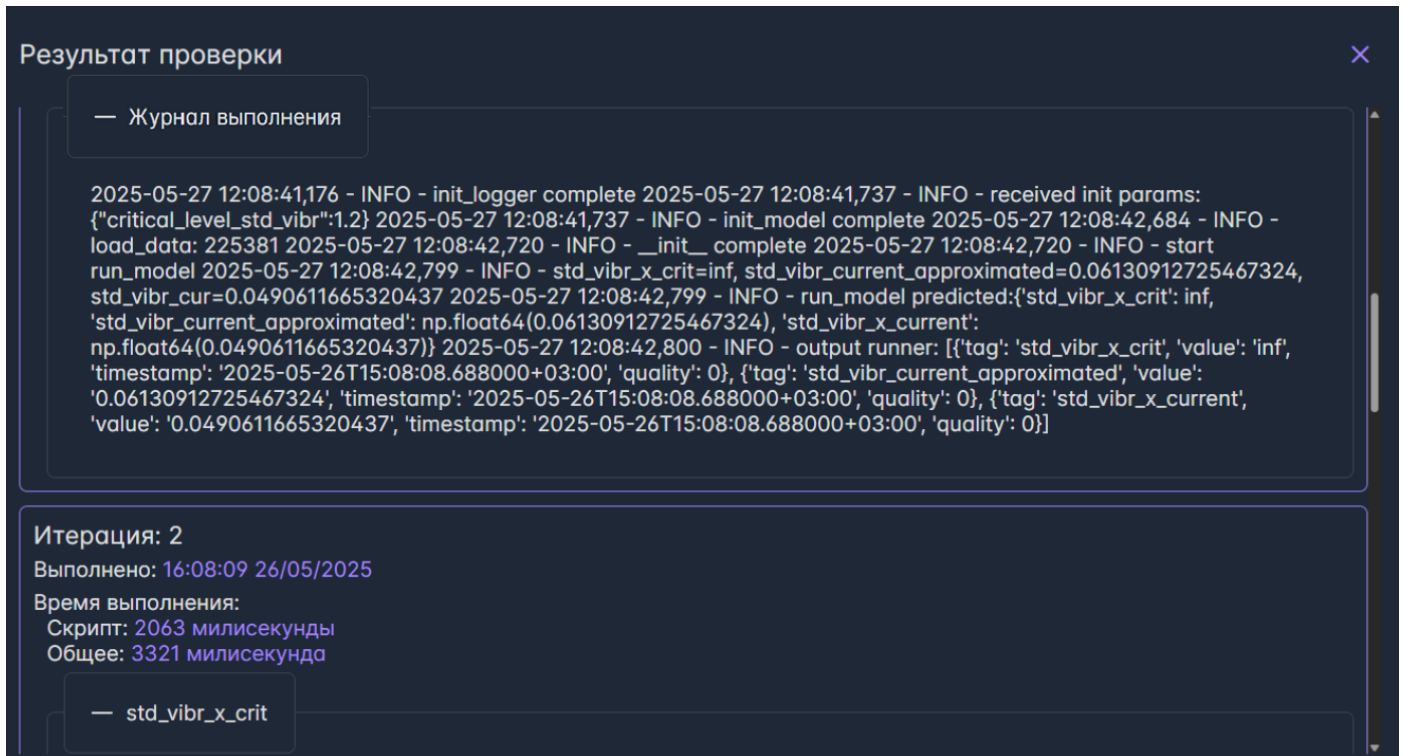 Результат проверки
— Журнал выполнения
2025-05-27 12:08:41,176 - INFO - init_logger complete 2025-05-27 12:08:41,737 - INFO - received init params:
{"critical_level_std_vibr":1.2} 2025-05-27 12:08:41,737 - INFO - init_model complete 2025-05-27 12:08:42,684 - INFO -
load_data: 225381 2025-05-27 12:08:42,720 - INFO - __init__ complete 2025-05-27 12:08:42,720 - INFO - start
run_model 2025-05-27 12:08:42,799 - INFO - std_vibr_x_crit=inf, std_vibr_current_approximated=0.06130912725467324,
std_vibr_cur=0.0490611665320437 2025-05-27 12:08:42,799 - INFO - run_model predicted:{'std_vibr_x_crit': inf,
'std_vibr_current_approximated': np.float64(0.06130912725467324), 'std_vibr_x_current':
np.float64(0.0490611665320437)} 2025-05-27 12:08:42,800 - INFO - output runner: [{'tag': 'std_vibr_x_crit', 'value': 'inf',
'timestamp': '2025-05-26T15:08:08.688000+03:00', 'quality': 0}, {'tag': 'std_vibr_current_approximated', 'value':
'0.06130912725467324', 'timestamp': '2025-05-26T15:08:08.688000+03:00', 'quality': 0}, {'tag': 'std_vibr_x_current',
'value': '0.0490611665320437', 'timestamp': '2025-05-26T15:08:08.688000+03:00', 'quality': 0}]
Итерация: 2
Выполнено: 16:08:09 26/05/2025
Время выполнения:
Скрипт: 2063 милисекунды
Общее: 3321 милисекунда
— std_vibr_x_crit